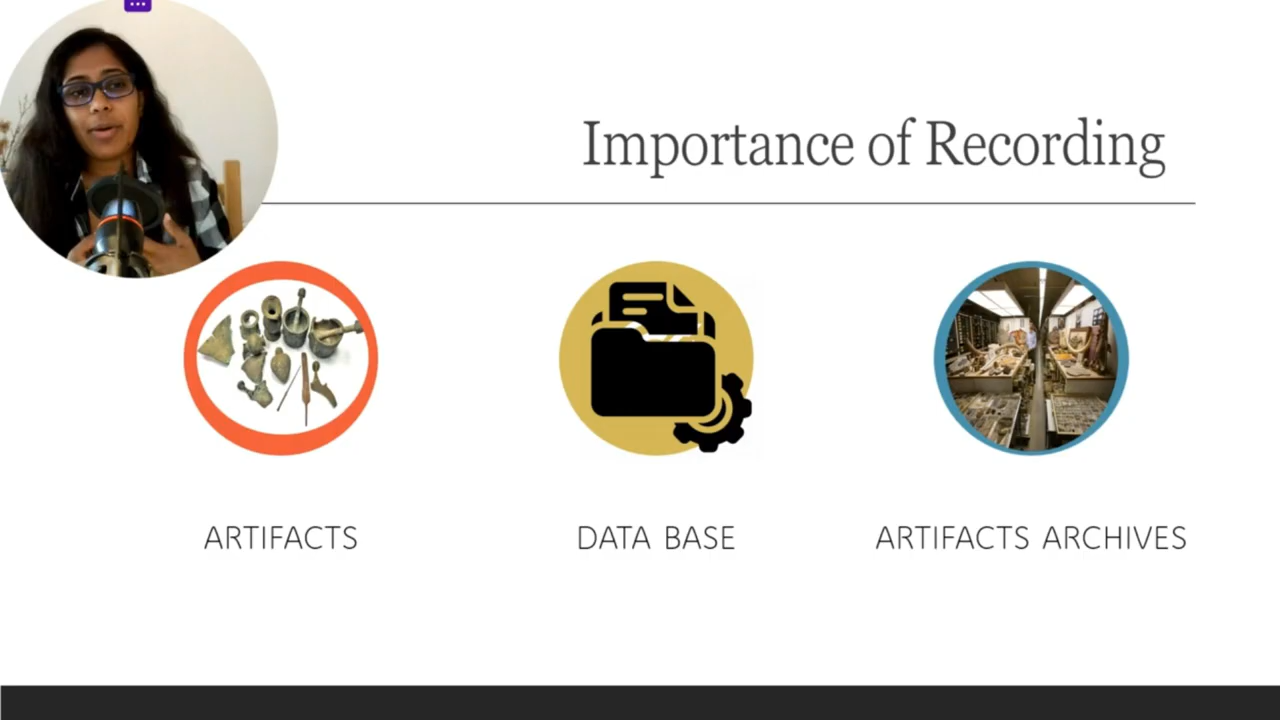 Importance of Recording
ARTIFACTS
DATA BASE
ARTIFACTS ARCHIVES